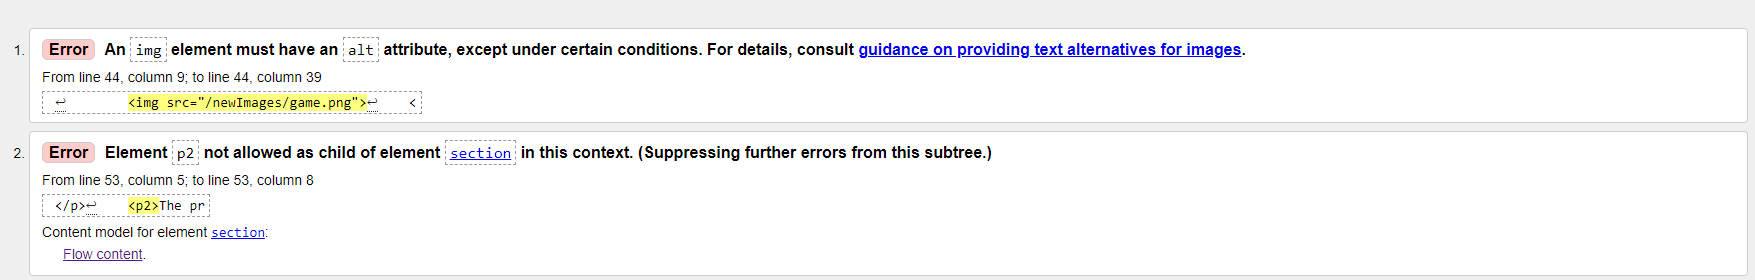 1. Error An img element must have an alt attribute, except under certain conditions. For details, consult guidance on providing text alternatives for images.
From line 44, column 9; to line 44, column 39
↩        <img src="/newImages/game.png">↩    <
2. Error Element p2 not allowed as child of element section in this context. (Suppressing further errors from this subtree.)
From line 53, column 5; to line 53, column 8
</p>↩    <p2>The pr
Content model for element section:
Flow content.